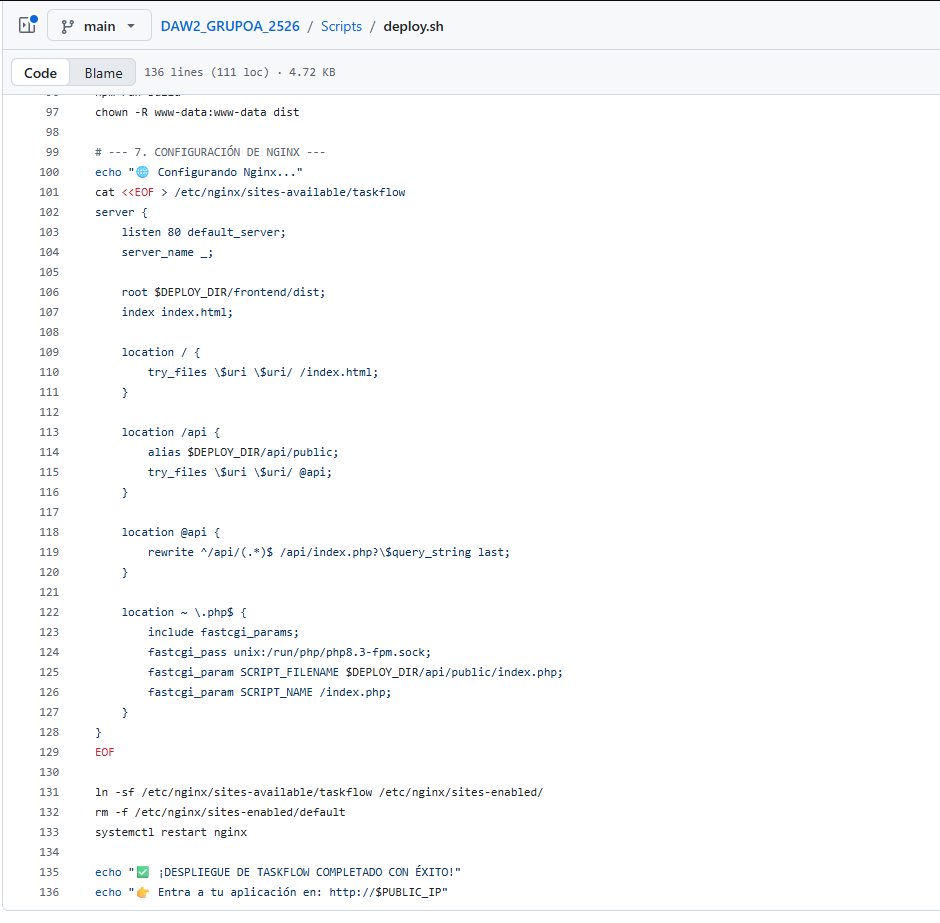 main
DAW2_GRUPOA_2526 / Scripts / deploy.sh
Code Blame 136 lines (111 loc) · 4.72 KB
97 chown -R www-data:www-data dist
98
99 # --- 7. CONFIGURACIÓN DE NGINX ---
100 echo "🌐 Configurando Nginx..."
101 cat <<EOF > /etc/nginx/sites-available/taskflow
102 server {
103     listen 80 default_server;
104     server_name _;
105
106     root $DEPLOY_DIR/frontend/dist;
107     index index.html;
108
109     location / {
110         try_files \$uri \$uri/ /index.html;
111     }
112
113     location /api {
114         alias $DEPLOY_DIR/api/public;
115         try_files \$uri \$uri/ @api;
116     }
117
118     location @api {
119         rewrite ^/api/(.*)$ /api/index.php?\$query_string last;
120     }
121
122     location ~ \.php$ {
123         include fastcgi_params;
124         fastcgi_pass unix:/run/php/php8.3-fpm.sock;
125         fastcgi_param SCRIPT_FILENAME $DEPLOY_DIR/api/public/index.php;
126         fastcgi_param SCRIPT_NAME /index.php;
127     }
128 }
129 EOF
130
131 ln -sf /etc/nginx/sites-available/taskflow /etc/nginx/sites-enabled/
132 rm -f /etc/nginx/sites-enabled/default
133 systemctl restart nginx
134
135 echo "✅ ¡DESPLIEGUE DE TASKFLOW COMPLETADO CON ÉXITO!"
136 echo "👉 Entra a tu aplicación en: http://$PUBLIC_IP"